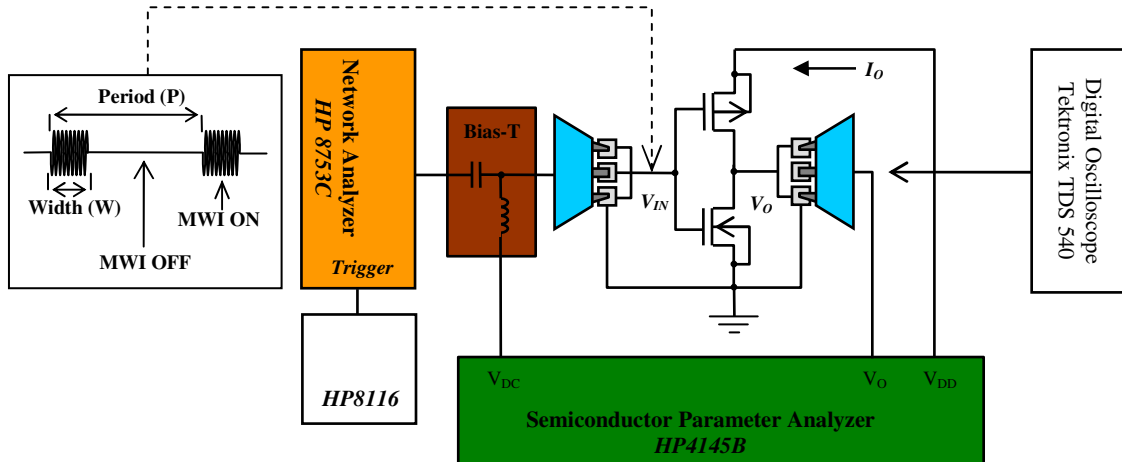 Period (P)
Width (W)
MWI ON
MWI OFF
Network Analyzer
HP 8753C
Trigger
HP8116
Bias-T
V_IN
V_O
I_O
Digital Oscilloscope
Tektronix TDS 540
V_DC
V_O
V_DD
Semiconductor Parameter Analyzer
HP4145B